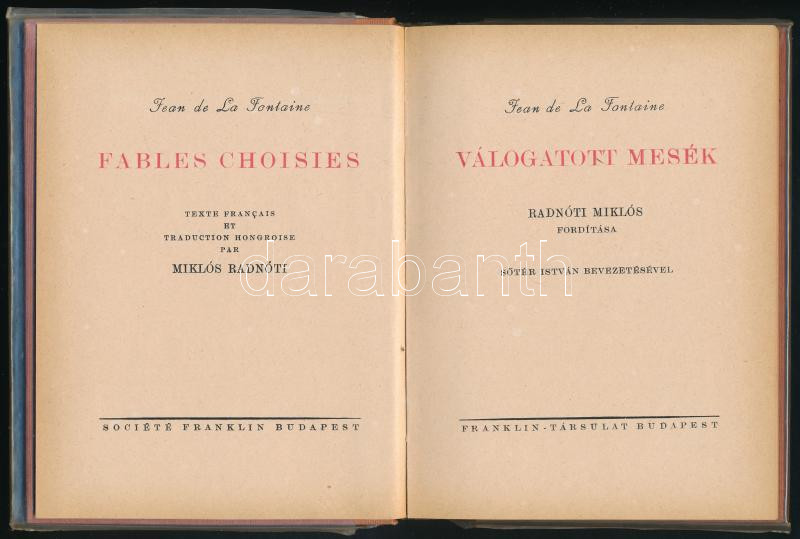 Jean de La Fontaine
FABLES CHOISIES
TEXTE FRANÇAIS
ET
TRADUCTION HONGROISE
PAR
MIKLÓS RADNÓTI
SOCIÉTÉ FRANKLIN BUDAPEST
Jean de La Fontaine
VÁLOGATOTT MESÉK
RADNÓTI MIKLÓS
FORDÍTÁSA
SŐTÉR ISTVÁN BEVEZETÉSÉVEL
FRANKLIN-TÁRSULAT BUDAPEST
darabanth